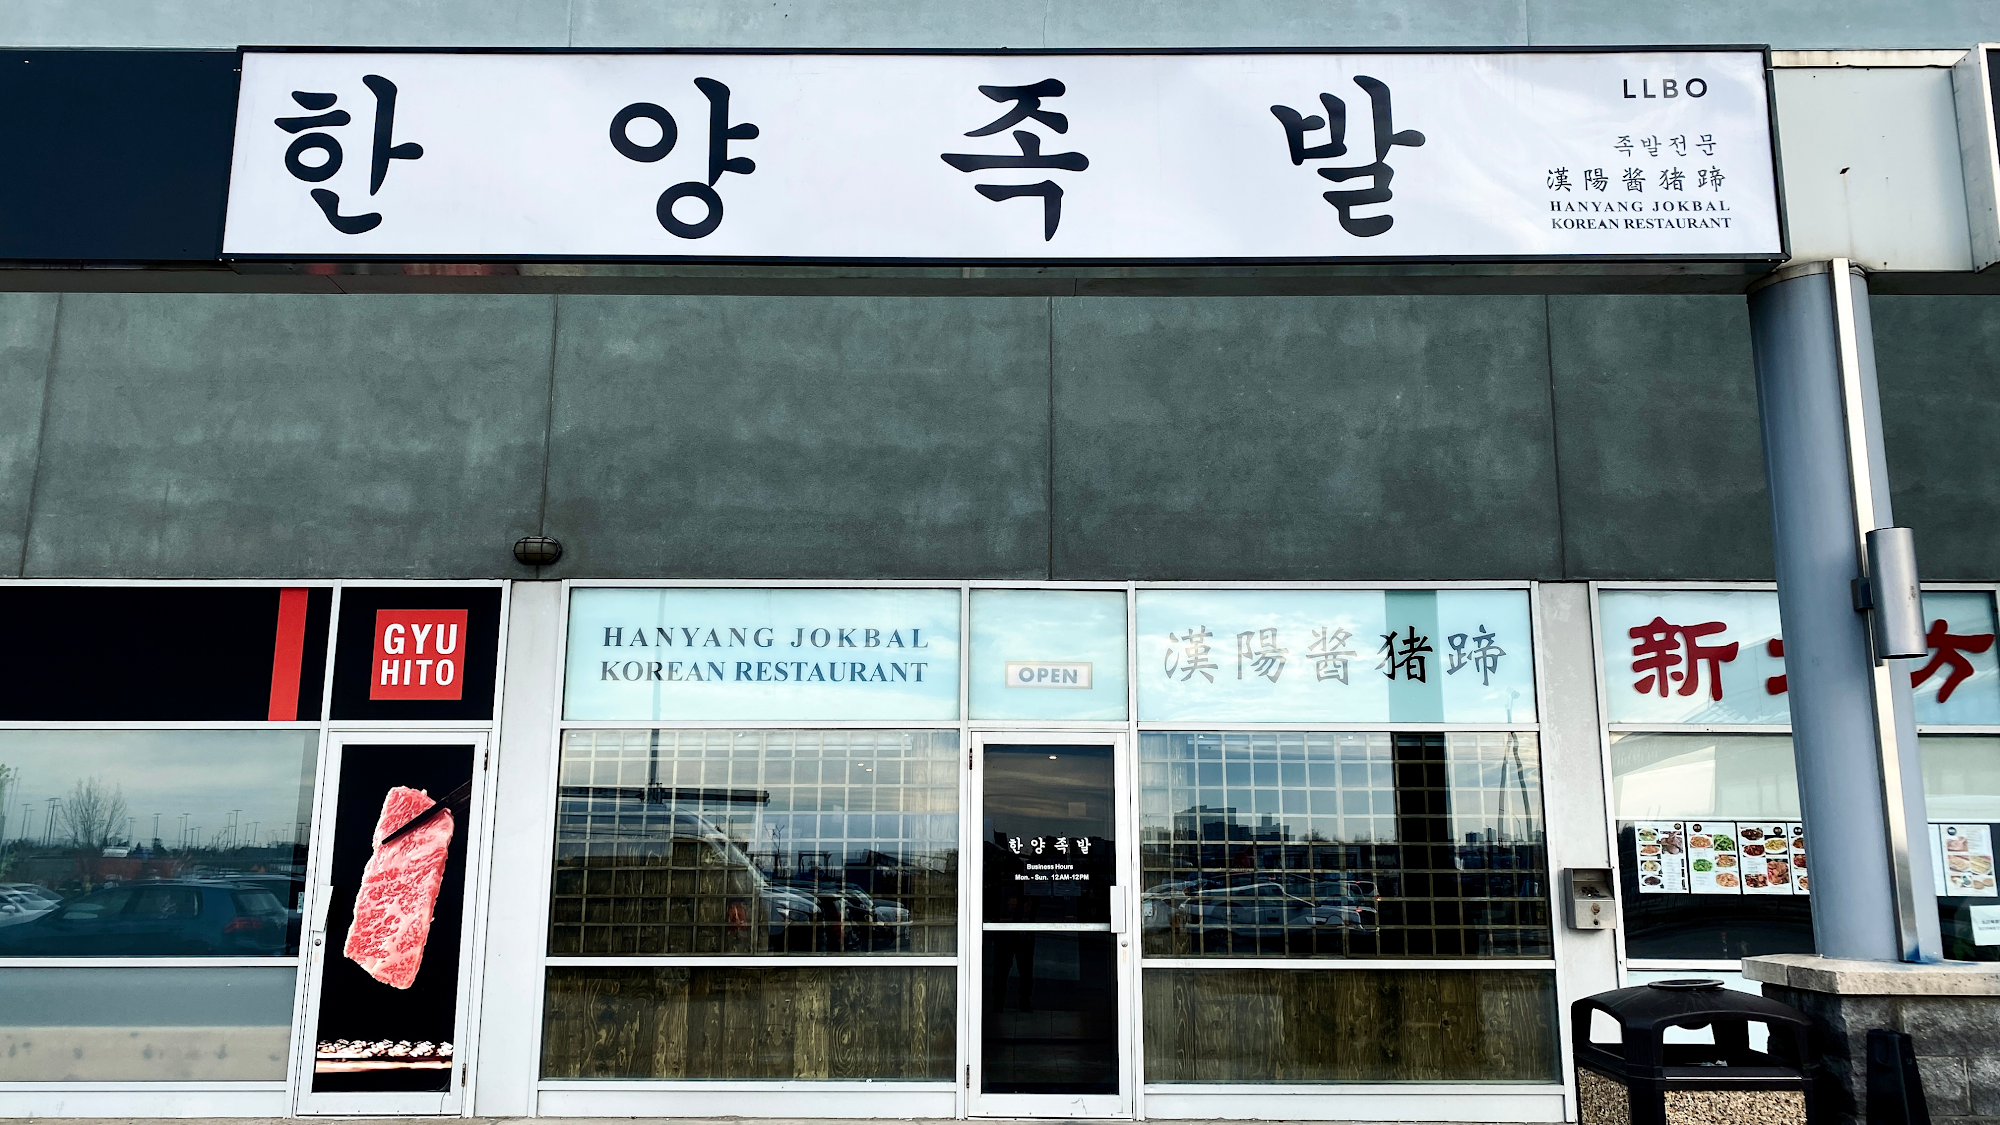 한양족발
LLBO
족발전문
漢陽醬猪蹄
HANYANG JOKBAL
KOREAN RESTAURANT
GYU
HITO
HANYANG JOKBAL
KOREAN RESTAURANT
OPEN
漢陽醬猪蹄
新
方
한양족발
Business Hours
Mon. - Sun. 12AM-12PM